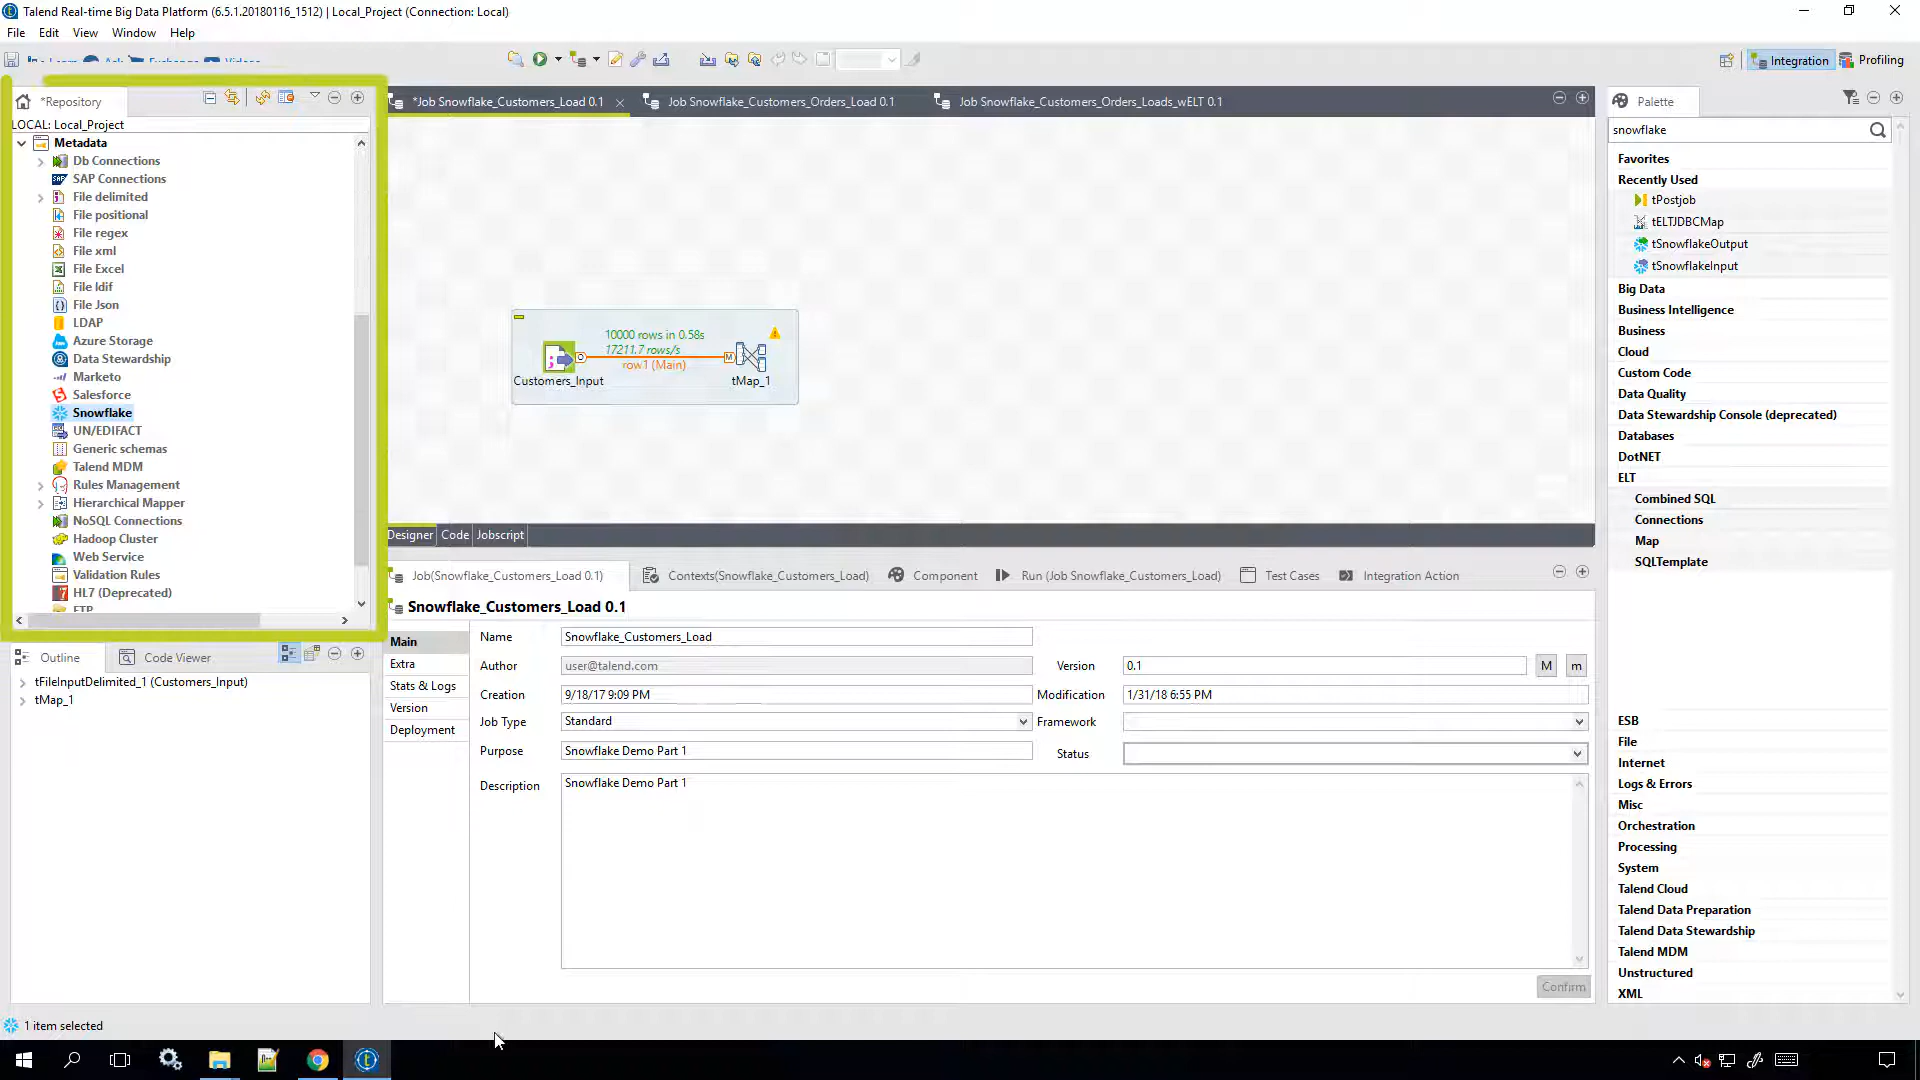 Talend Real-time Big Data Platform (6.5.1.20180116_1512) | Local_Project (Connection: Local)
File Edit View Window Help
Learn Ask Exchange Videos
Integration Profiling
*Repository
LOCAL: Local_Project
Metadata
Db Connections
SAP Connections
File delimited
File positional
File regex
File xml
File Excel
File ldif
File Json
LDAP
Azure Storage
Data Stewardship
Marketo
Salesforce
Snowflake
UN/EDIFACT
Generic schemas
Talend MDM
Rules Management
Hierarchical Mapper
NoSQL Connections
Hadoop Cluster
Web Service
Validation Rules
HL7 (Deprecated)
FTP
Outline Code Viewer
tFileInputDelimited_1 (Customers_Input)
tMap_1
*Job Snowflake_Customers_Load 0.1 Job Snowflake_Customers_Orders_Load 0.1 Job Snowflake_Customers_Orders_Loads_wELT 0.1
10000 rows in 0.58s
17211.7 rows/s
row1 (Main)
Customers_Input
tMap_1
Designer Code Jobscript
Job(Snowflake_Customers_Load 0.1) Contexts(Snowflake_Customers_Load) Component Run (Job Snowflake_Customers_Load) Test Cases Integration Action
Snowflake_Customers_Load 0.1
Main
Extra
Stats & Logs
Version
Deployment
Name Snowflake_Customers_Load
Author user@talend.com Version 0.1 M m
Creation 9/18/17 9:09 PM Modification 1/31/18 6:55 PM
Job Type Standard Framework
Purpose Snowflake Demo Part 1 Status
Description Snowflake Demo Part 1
Confirm
Palette
snowflake
Favorites
Recently Used
tPostjob
tELTJDBCMap
tSnowflakeOutput
tSnowflakeInput
Big Data
Business Intelligence
Business
Cloud
Custom Code
Data Quality
Data Stewardship Console (deprecated)
Databases
DotNET
ELT
Combined SQL
Connections
Map
SQLTemplate
ESB
File
Internet
Logs & Errors
Misc
Orchestration
Processing
System
Talend Cloud
Talend Data Preparation
Talend Data Stewardship
Talend MDM
Unstructured
XML
1 item selected